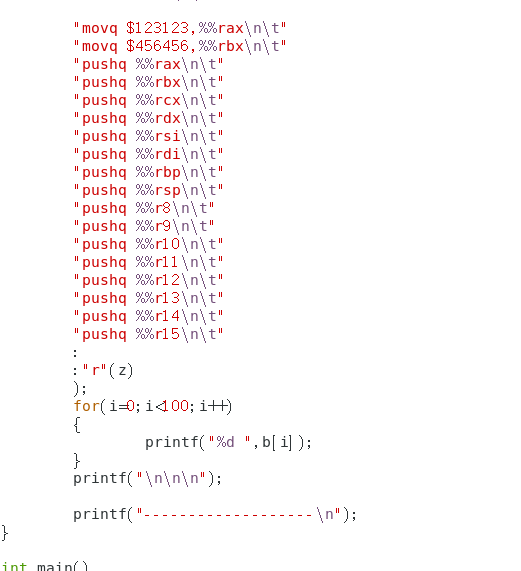 "movq $123123,%%rax\n\t"
"movq $456456,%%rbx\n\t"
"pushq %%rax\n\t"
"pushq %%rbx\n\t"
"pushq %%rcx\n\t"
"pushq %%rdx\n\t"
"pushq %%rsi\n\t"
"pushq %%rdi\n\t"
"pushq %%rbp\n\t"
"pushq %%rsp\n\t"
"pushq %%r8\n\t"
"pushq %%r9\n\t"
"pushq %%r10\n\t"
"pushq %%r11\n\t"
"pushq %%r12\n\t"
"pushq %%r13\n\t"
"pushq %%r14\n\t"
"pushq %%r15\n\t"
:
:"r"(z)
);
for(i=0;i<100;i++)
{
printf("%d ",b[i]);
}
printf("\n\n\n");
printf("-------------------\n");
}
int main()